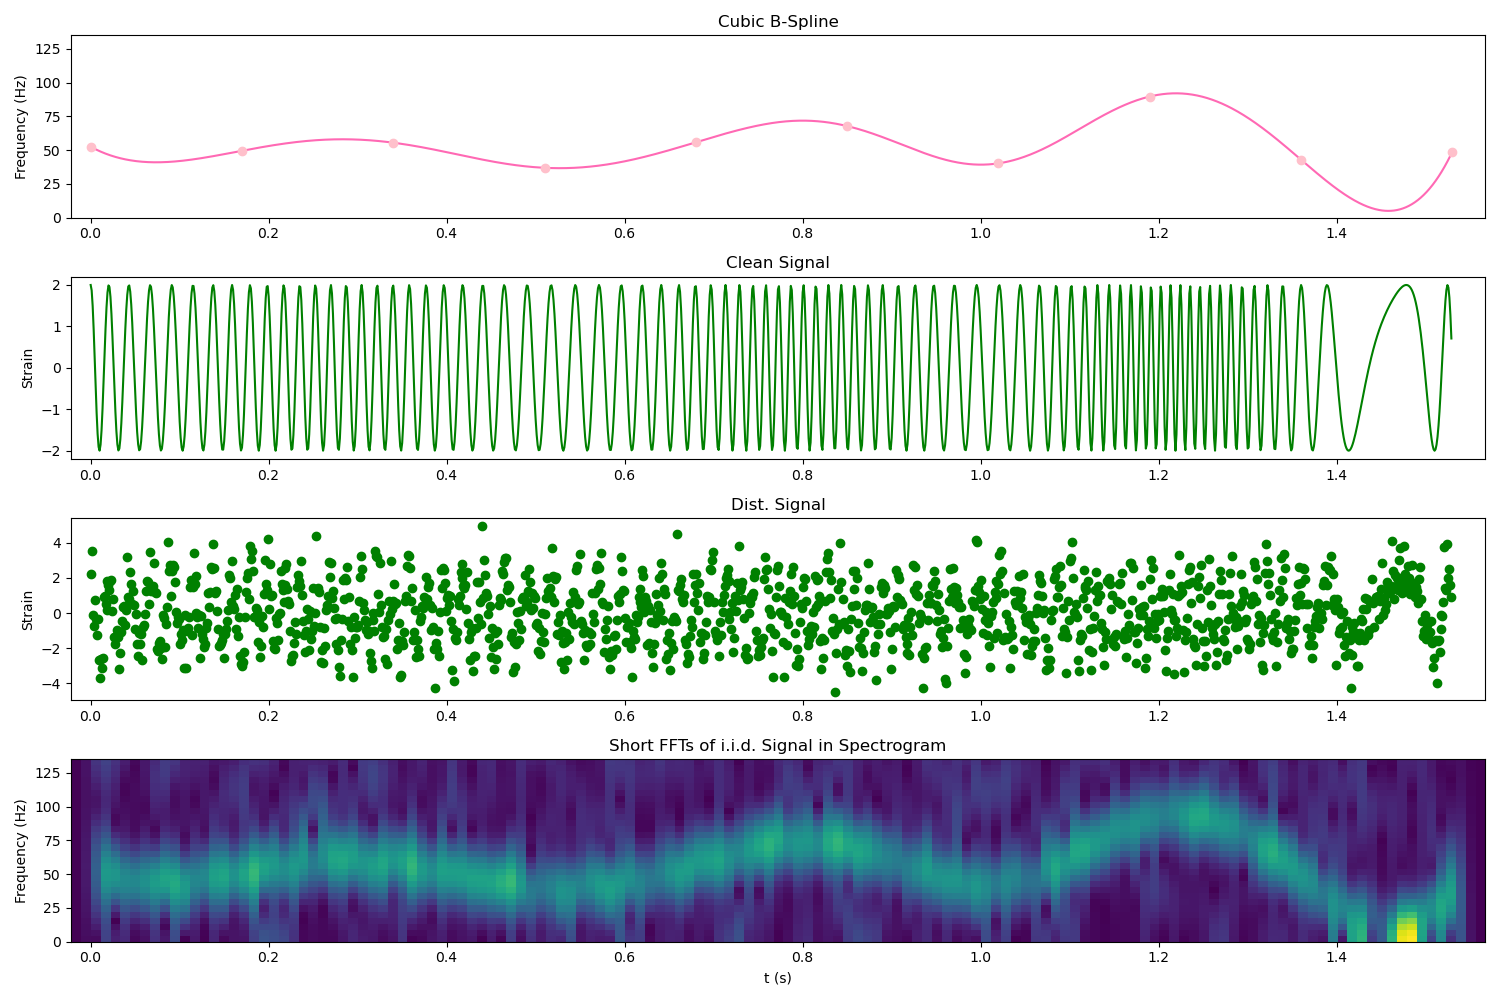 Cubic B-Spline
Frequency (Hz)
125
100
75
50
25
0
0.0 0.2 0.4 0.6 0.8 1.0 1.2 1.4
Clean Signal
Strain
2
1
0
−1
−2
0.0 0.2 0.4 0.6 0.8 1.0 1.2 1.4
Dist. Signal
Strain
4
2
0
−2
−4
0.0 0.2 0.4 0.6 0.8 1.0 1.2 1.4
Short FFTs of i.i.d. Signal in Spectrogram
Frequency (Hz)
125
100
75
50
25
0
0.0 0.2 0.4 0.6 0.8 1.0 1.2 1.4
t (s)